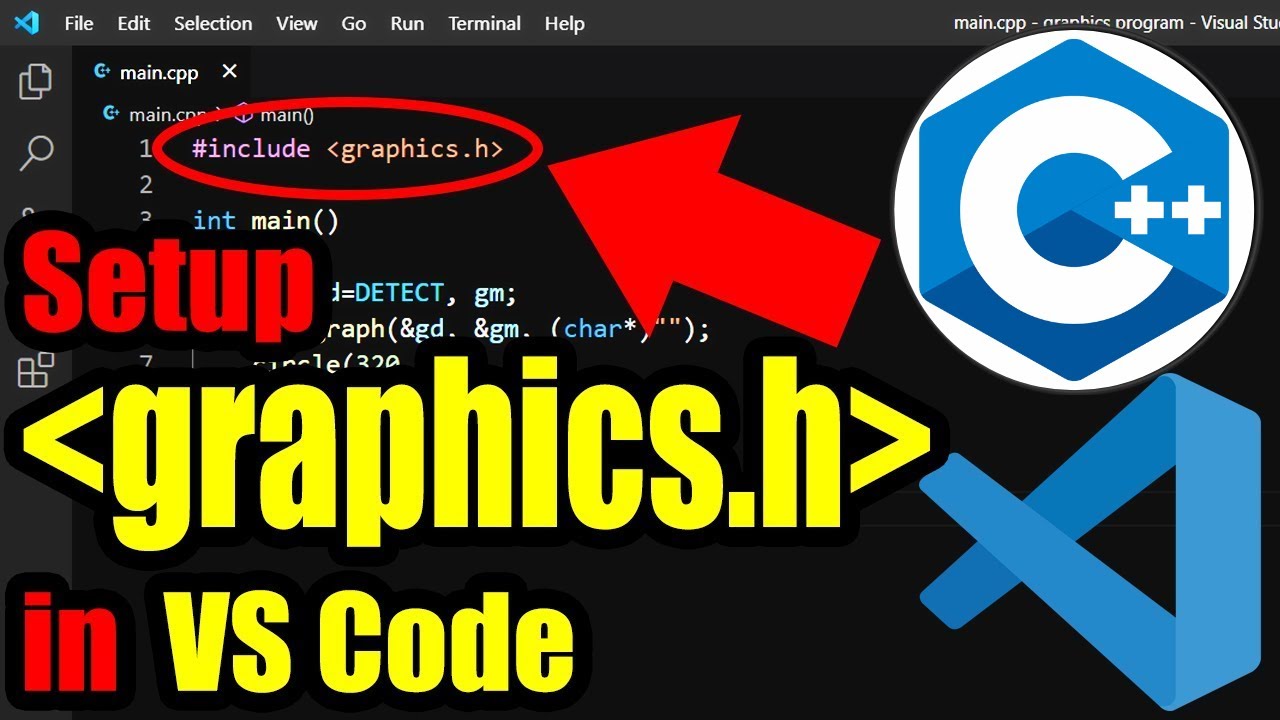 File Edit Selection View Go Run Terminal Help
main.cpp - graphics program - Visual Stu
main.cpp
main.cpp main()
1 #include <graphics.h>
2
3 int main()
=DETECT, gm;
raph(&gd, &gm, (char*)"");
7 circle(320
Setup
<graphics.h>
in VS Code
C++